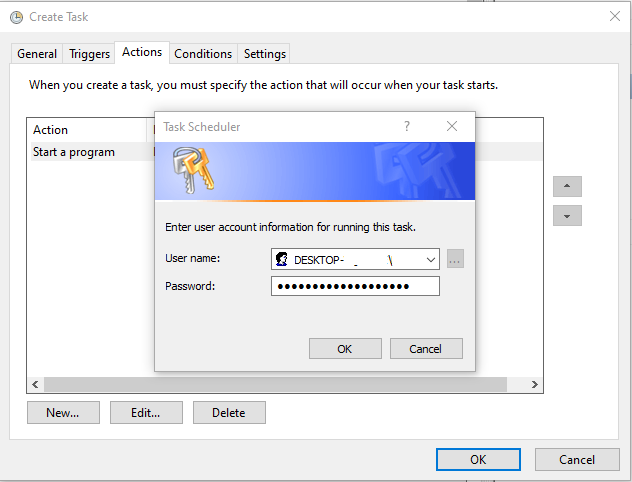 Create Task
General Triggers Actions Conditions Settings
When you create a task, you must specify the action that will occur when your task starts.
Action
Start a program
Task Scheduler
?
Enter user account information for running this task.
User name: DESKTOP- _ \
...
Password: ●●●●●●●●●●●●●●●●●●●
OK Cancel
New... Edit... Delete
OK Cancel